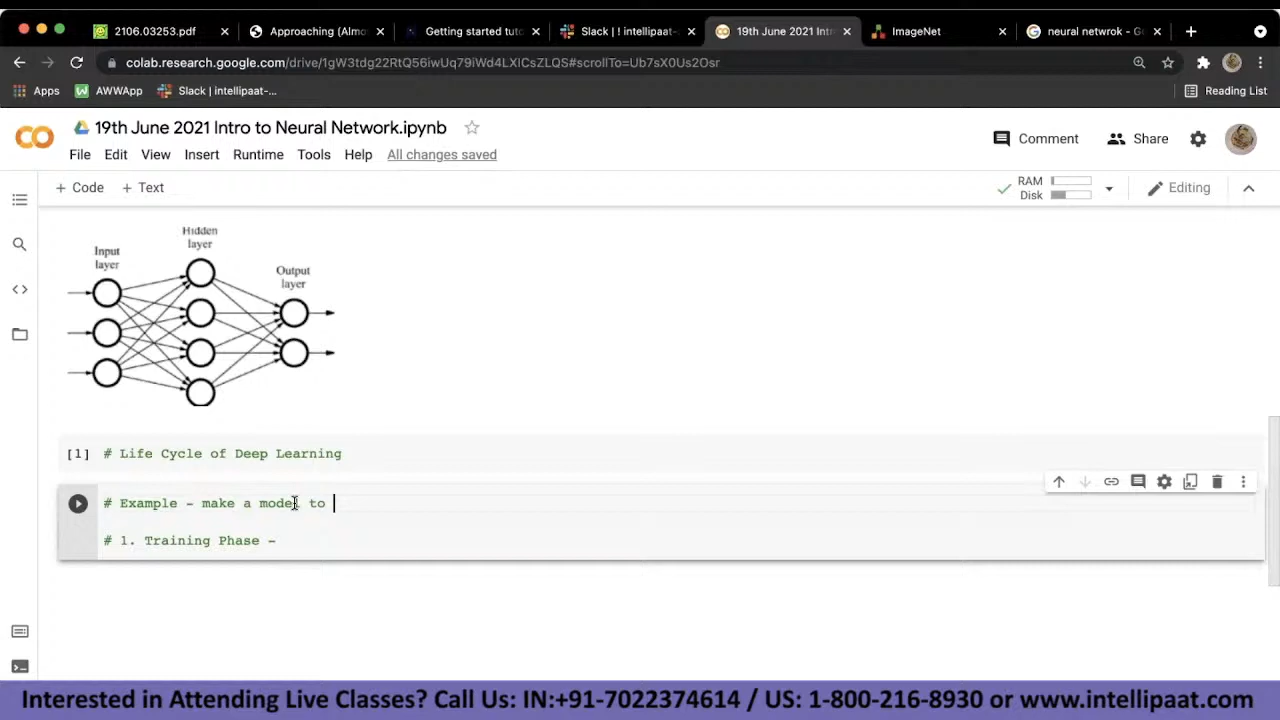 2106.03253.pdf
Approaching (Almo
Getting started tuto
Slack | ! intellipaat-
19th June 2021 Intr
ImageNet
neural netwrok - Go
colab.research.google.com/drive/1gW3tdg22RtQ56iwUq79iWd4LXlCsZLQS#scrollTo=Ub7sX0Us2Osr
Apps AWWApp Slack | intellipaat-... Reading List
19th June 2021 Intro to Neural Network.ipynb
Comment Share
File Edit View Insert Runtime Tools Help All changes saved
+ Code + Text
RAM
Disk
Editing
Hidden
layer
Input
layer
Output
layer
[1] # Life Cycle of Deep Learning
# Example - make a model to
# 1. Training Phase -
Interested in Attending Live Classes? Call Us: IN:+91-7022374614 / US: 1-800-216-8930 or www.intellipaat.com